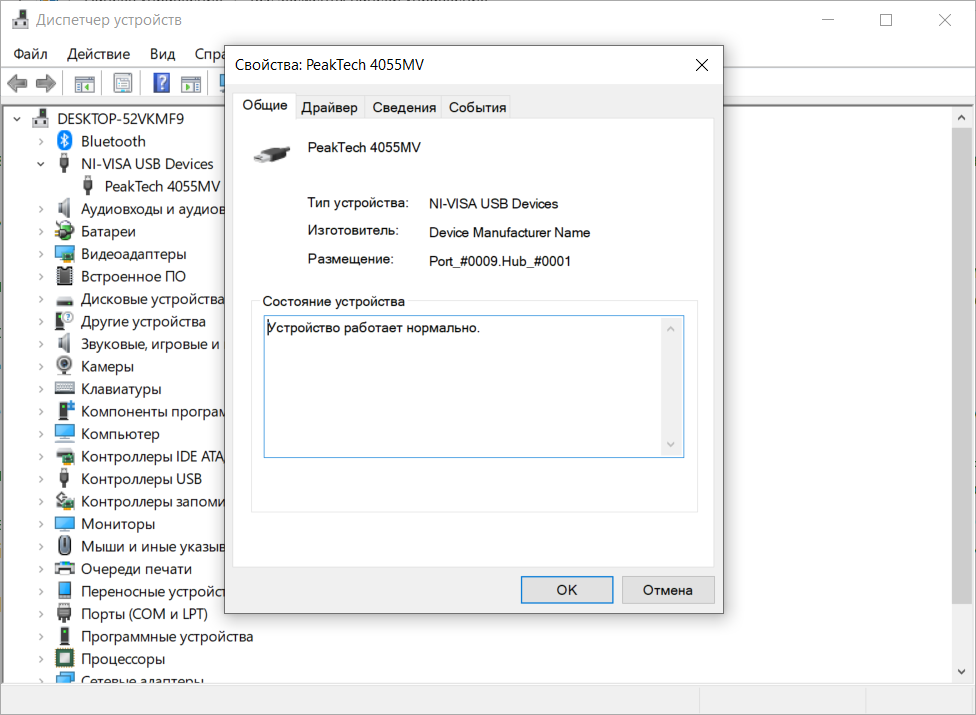 Диспетчер устройств
Файл Действие Вид Спра
Свойства: PeakTech 4055MV
Общие Драйвер Сведения События
PeakTech 4055MV
Тип устройства: NI-VISA USB Devices
Изготовитель: Device Manufacturer Name
Размещение: Port_#0009.Hub_#0001
Состояние устройства
Устройство работает нормально.
OK Отмена
DESKTOP-52VKMF9
Bluetooth
NI-VISA USB Devices
PeakTech 4055MV
Аудиовходы и аудиов
Батареи
Видеоадаптеры
Встроенное ПО
Дисковые устройства
Другие устройства
Звуковые, игровые и
Камеры
Клавиатуры
Компоненты програм
Компьютер
Контроллеры IDE ATA
Контроллеры USB
Контроллеры запоми
Мониторы
Мыши и иные указыв
Очереди печати
Переносные устройст
Порты (COM и LPT)
Программные устройства
Процессоры
Сетевые адаптеры